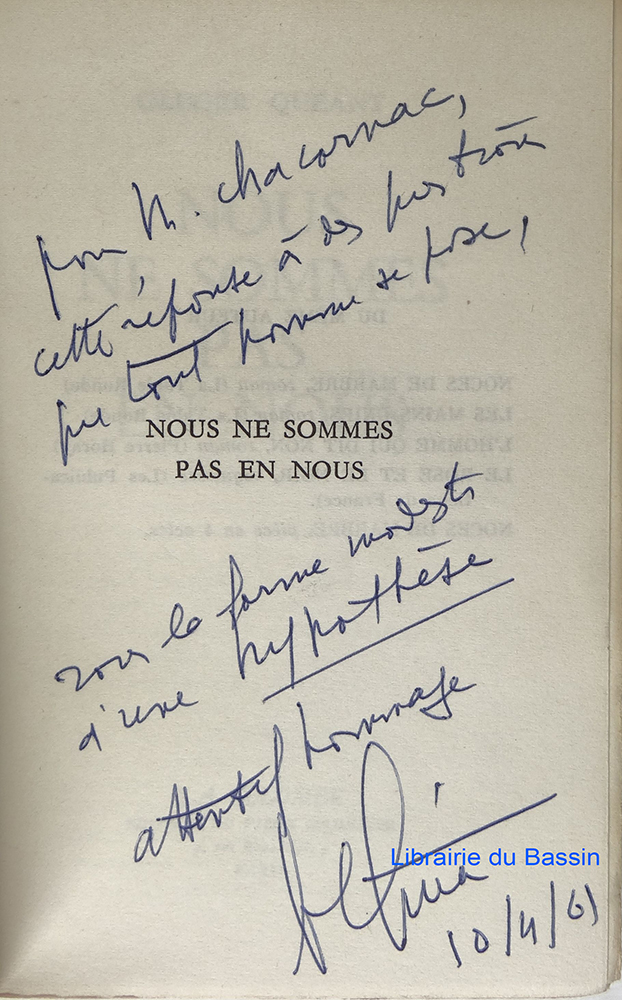 pour M. Chacornac,
cette réponse à des questions
que tout homme se pose,
NOUS NE SOMMES
PAS EN NOUS
sous la forme modeste
d'une hypothèse
attentif hommage
Librairie du Bassin
10/4/61